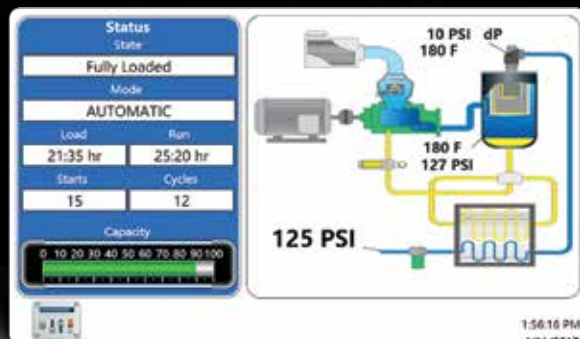 Status
State
Fully Loaded
Mode
AUTOMATIC
Load Run
21:35 hr 25:20 hr
Starts Cycles
15 12
Capacity
0 10 20 30 40 50 60 70 80 90 100
10 PSI dP
180 F
180 F
127 PSI
125 PSI
1:56:16 PM